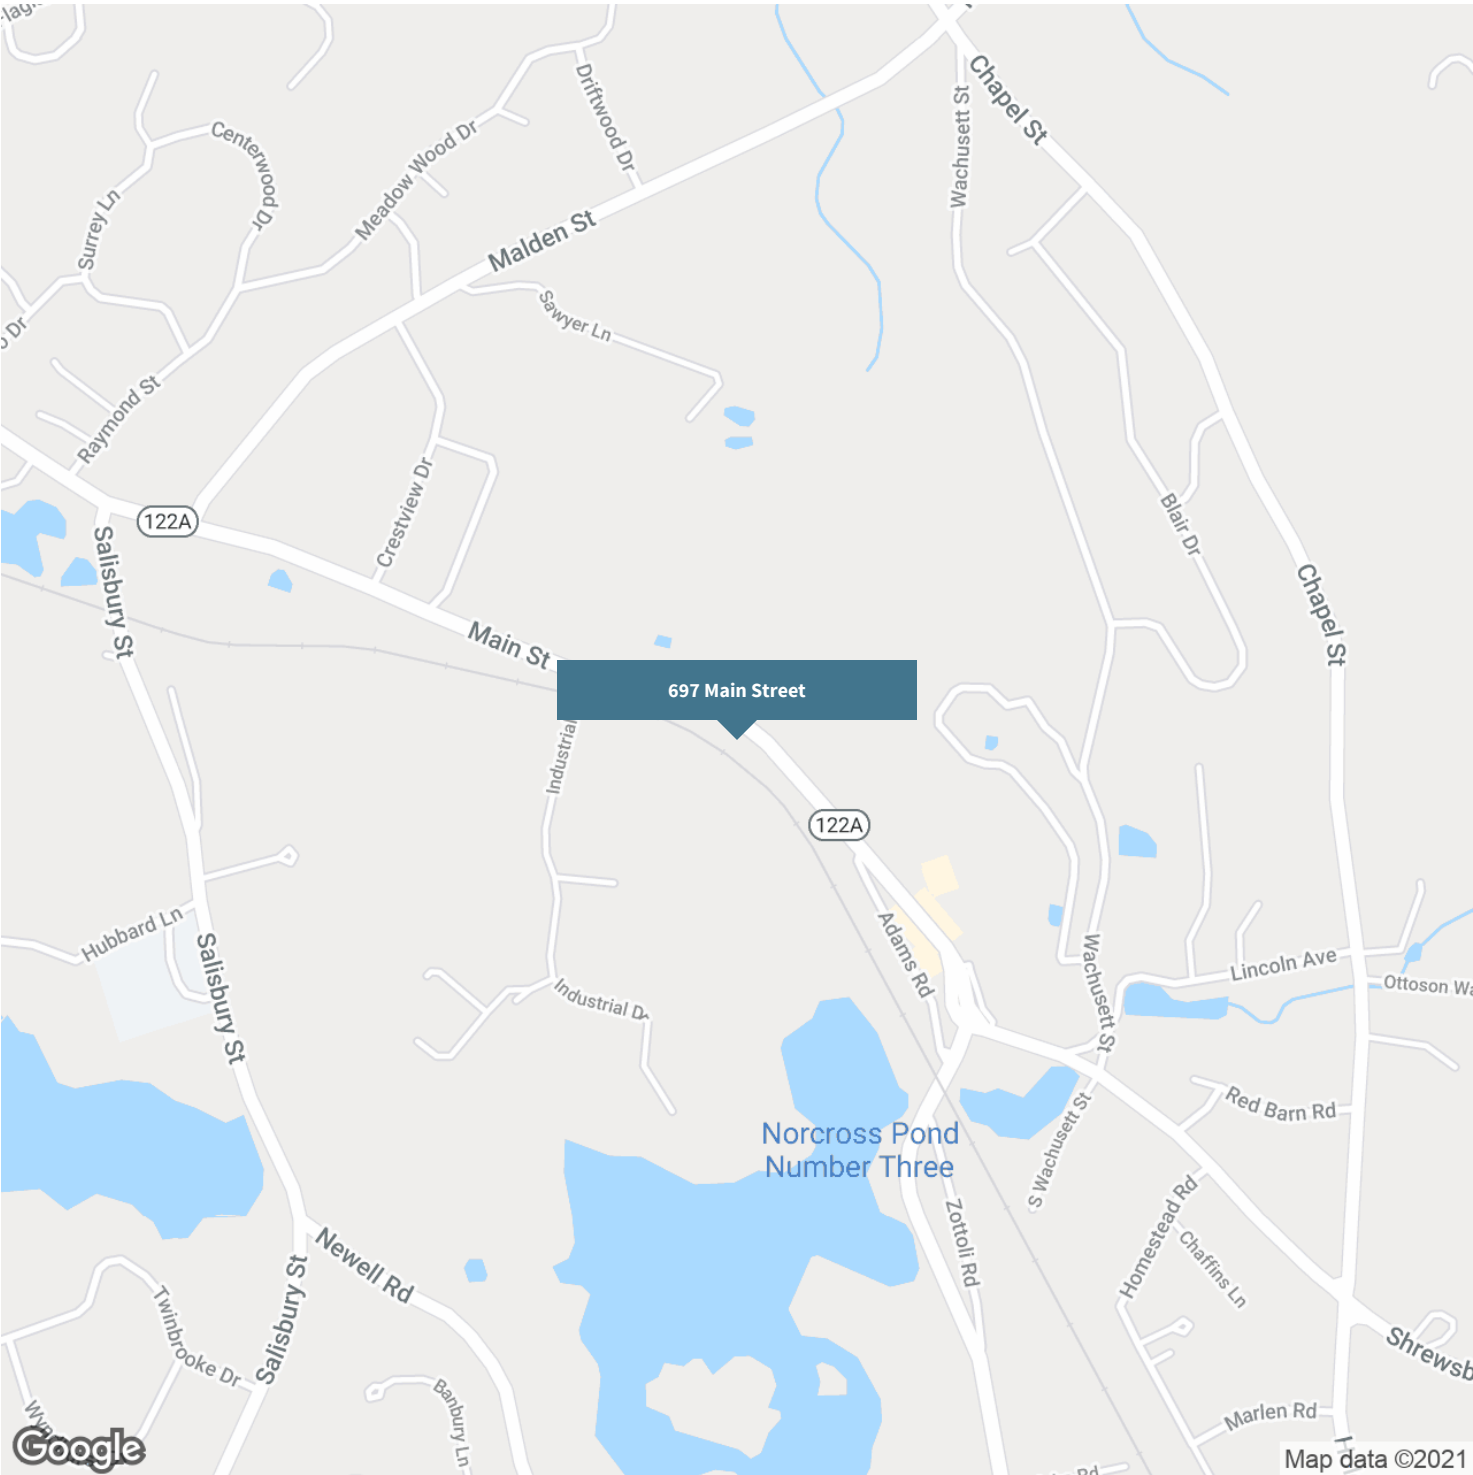 Chapel St
Wachusett St
Driftwood Dr
Centerwood Dr
Meadow Wood Dr
Surrey Ln
Malden St
Sawyer Ln
Raymond St
Crestview Dr
122A
Salisbury St
Blair Dr
Chapel St
Main St
697 Main Street
Industrial
122A
Hubbard Ln
Salisbury St
Adams Rd
Wachusett St
Lincoln Ave
Ottoson Wa
Industrial Dr
Red Barn Rd
S Wachusett St
Norcross Pond
Number Three
Homestead Rd
Zottoli Rd
Chaffins Ln
Newell Rd
Salisbury St
Twinbrooke Dr
Shrewsb
Banbury Ln
Marlen Rd
Google
Map data ©2021